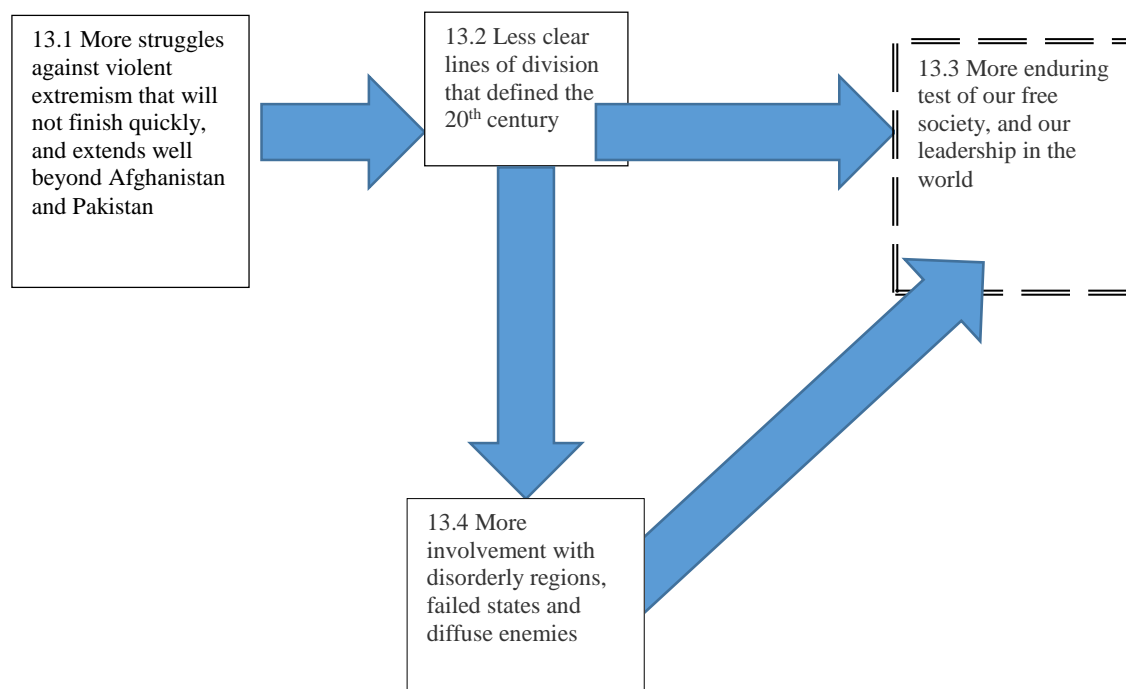 13.1 More struggles
against violent
extremism that will
not finish quickly,
and extends well
beyond Afghanistan
and Pakistan
13.2 Less clear
lines of division
that defined the
20th century
13.3 More enduring
test of our free
society, and our
leadership in the
world
13.4 More
involvement with
disorderly regions,
failed states and
diffuse enemies